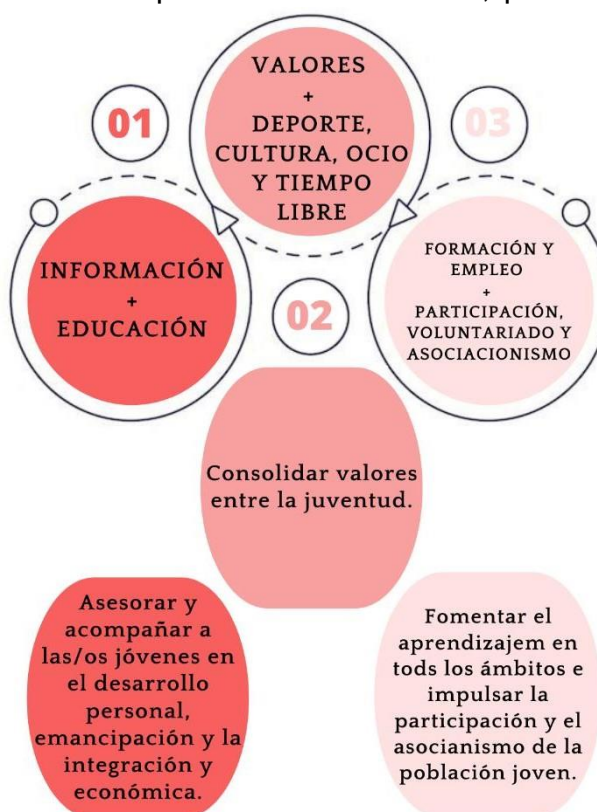 VALORES
+
DEPORTE,
CULTURA, OCIO
Y TIEMPO
LIBRE
01
03
INFORMACIÓN
+
EDUCACIÓN
02
FORMACIÓN Y
EMPLEO
+
PARTICIPACIÓN,
VOLUNTARIADO Y
ASOCIACIONISMO
Consolidar valores
entre la juventud.
Asesorar y
acompañar a
las/os jóvenes en
el desarrollo
personal,
emancipación y la
integración y
económica.
Fomentar el
aprendizajem en
tods los ámbitos e
impulsar la
participación y el
asocianismo de la
población joven.